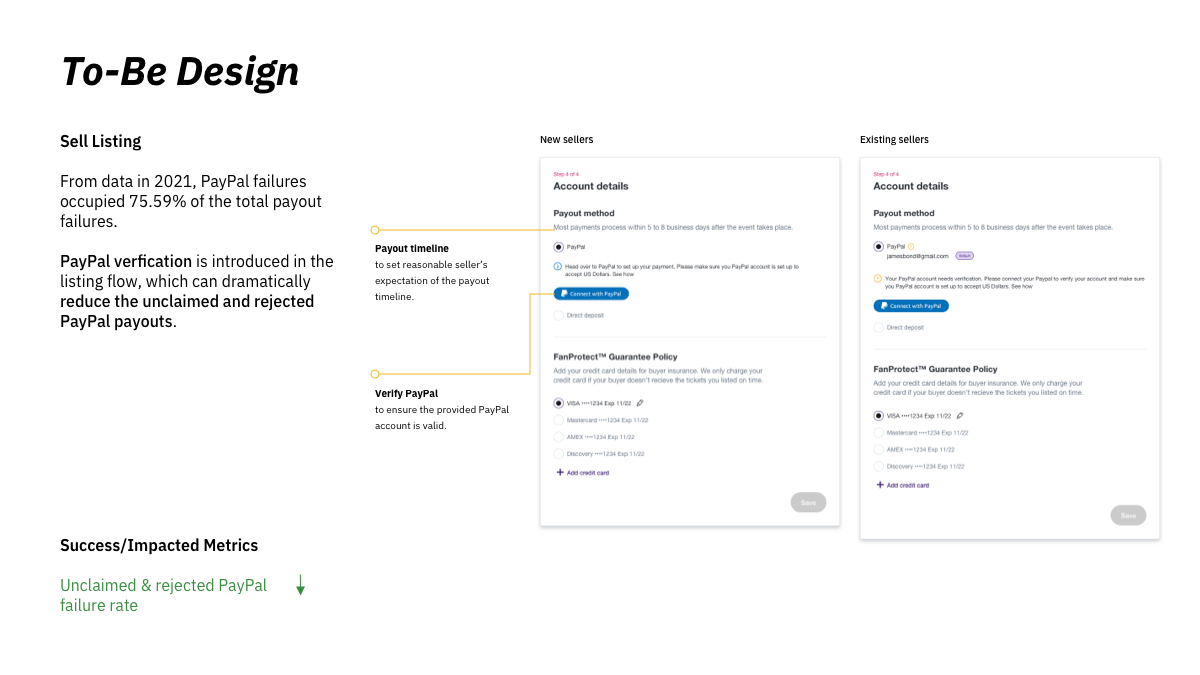 To-Be Design
Sell Listing
From data in 2021, PayPal failures
occupied 75.59% of the total payout
failures.
PayPal verfication is introduced in the
listing flow, which can dramatically
reduce the unclaimed and rejected
PayPal payouts.
Success/Impacted Metrics
Unclaimed & rejected PayPal
failure rate
Payout timeline
to set reasonable seller's
expectation of the payout
timeline.
Verify PayPal
to ensure the provided PayPal
account is valid.
New sellers
Step 4 of 4
Account details
Payout method
Most payments process within 5 to 8 business days after the event takes place.
PayPal
Head over to PayPal to set up your payment. Please make sure you PayPal account is set up to
accept US Dollars. See how
Connect with PayPal
Direct deposit
FanProtect™ Guarantee Policy
Add your credit card details for buyer insurance. We only charge your
credit card if your buyer doesn't recieve the tickets you listed on time.
VISA ••••1234 Exp 11/22
Mastercard ••••1234 Exp 11/22
AMEX ••••1234 Exp 11/22
Discovery ••••1234 Exp 11/22
+ Add credit card
Save
Existing sellers
Step 4 of 4
Account details
Payout method
Most payments process within 5 to 8 business days after the event takes place.
PayPal
jamesbond@gmail.com
Your PayPal account needs verification. Please connect your Paypal to verify your account and make sure
you PayPal account is set up to accept US Dollars. See how
Connect with PayPal
Direct deposit
FanProtect™ Guarantee Policy
Add your credit card details for buyer insurance. We only charge your
credit card if your buyer doesn't recieve the tickets you listed on time.
VISA ••••1234 Exp 11/22
Mastercard ••••1234 Exp 11/22
AMEX ••••1234 Exp 11/22
Discovery ••••1234 Exp 11/22
+ Add credit card
Save